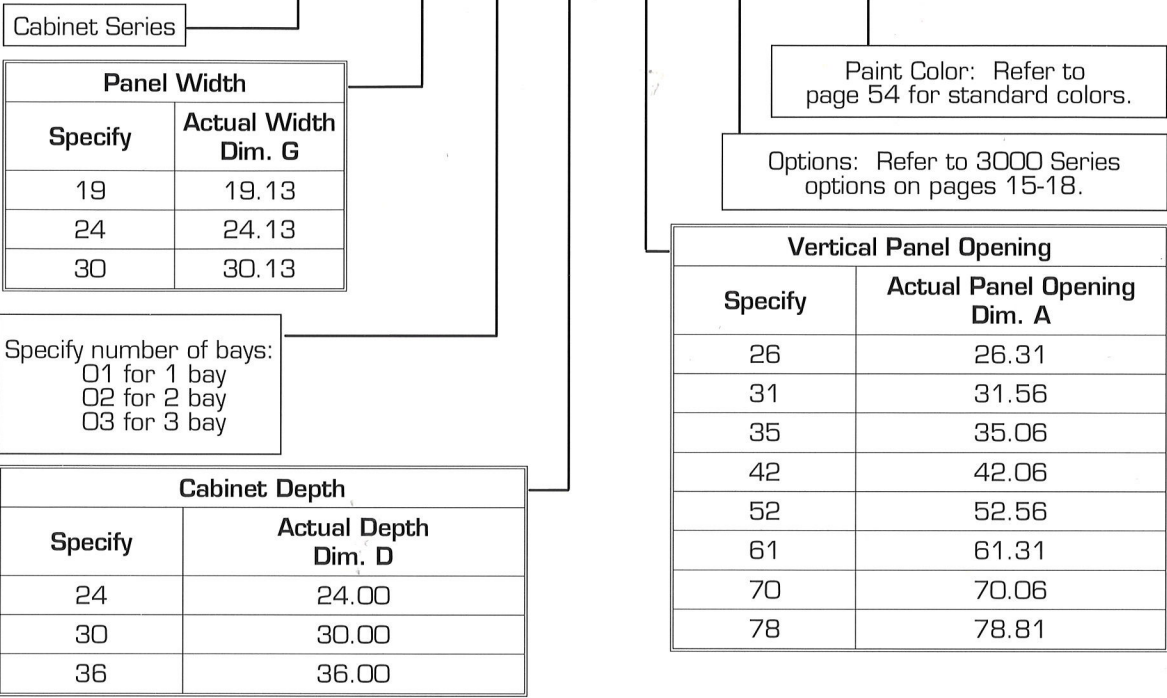 Cabinet Series
Panel Width
Specify
Actual Width
Dim. G
19
19.13
24
24.13
30
30.13
Specify number of bays:
01 for 1 bay
02 for 2 bay
03 for 3 bay
Cabinet Depth
Specify
Actual Depth
Dim. D
24
24.00
30
30.00
36
36.00
Paint Color: Refer to
page 54 for standard colors.
Options: Refer to 3000 Series
options on pages 15-18.
Vertical Panel Opening
Specify
Actual Panel Opening
Dim. A
26
26.31
31
31.56
35
35.06
42
42.06
52
52.56
61
61.31
70
70.06
78
78.81